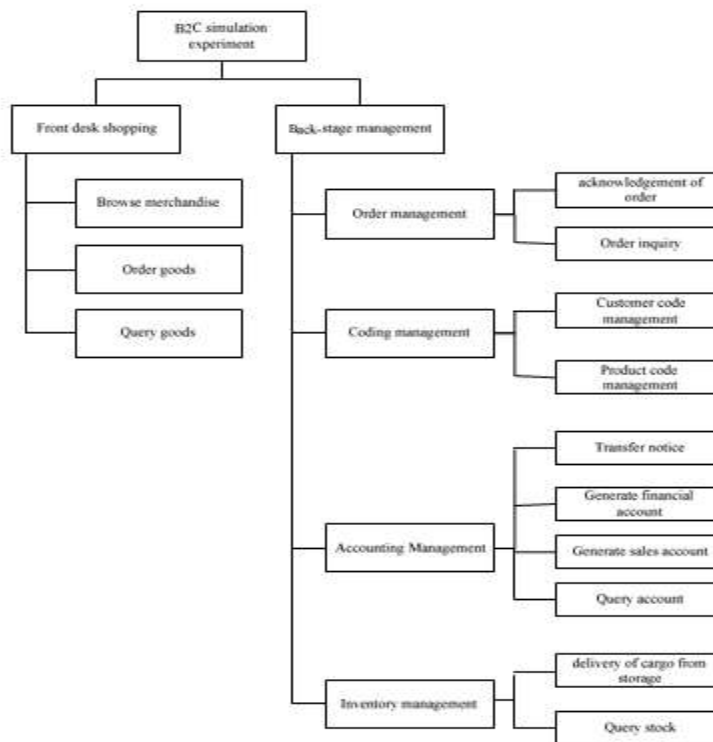 B2C simulation
experiment
Front desk shopping
Back-stage management
Browse merchandise
Order goods
Query goods
Order management
acknowledgement of
order
Order inquiry
Coding management
Customer code
management
Product code
management
Accounting Management
Transfer notice
Generate financial
account
Generate sales account
Query account
Inventory management
delivery of cargo from
storage
Query stock